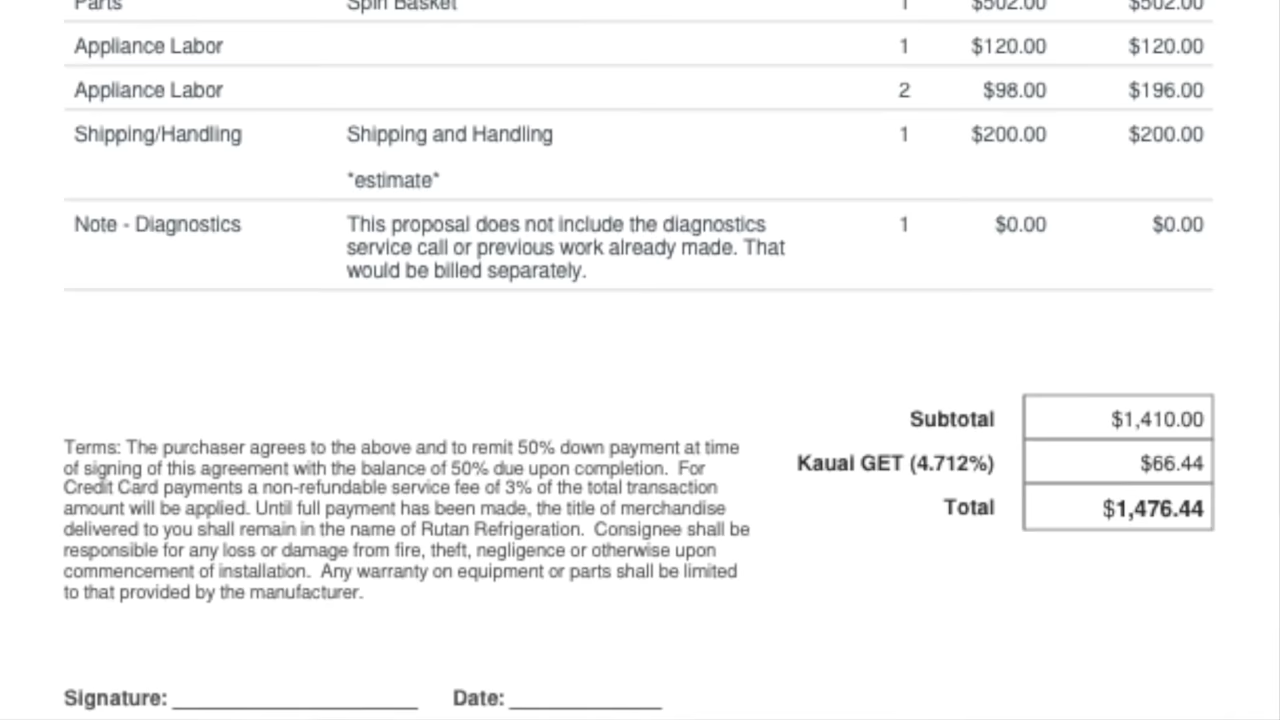 Parts Spin Basket 1 $502.00 $502.00
Appliance Labor 1 $120.00 $120.00
Appliance Labor 2 $98.00 $196.00
Shipping/Handling Shipping and Handling 1 $200.00 $200.00
*estimate*
Note - Diagnostics This proposal does not include the diagnostics 1 $0.00 $0.00
service call or previous work already made. That
would be billed separately.
Subtotal $1,410.00
Kauai GET (4.712%) $66.44
Total $1,476.44
Terms: The purchaser agrees to the above and to remit 50% down payment at time
of signing of this agreement with the balance of 50% due upon completion. For
Credit Card payments a non-refundable service fee of 3% of the total transaction
amount will be applied. Until full payment has been made, the title of merchandise
delivered to you shall remain in the name of Rutan Refrigeration. Consignee shall be
responsible for any loss or damage from fire, theft, negligence or otherwise upon
commencement of installation. Any warranty on equipment or parts shall be limited
to that provided by the manufacturer.
Signature: Date: